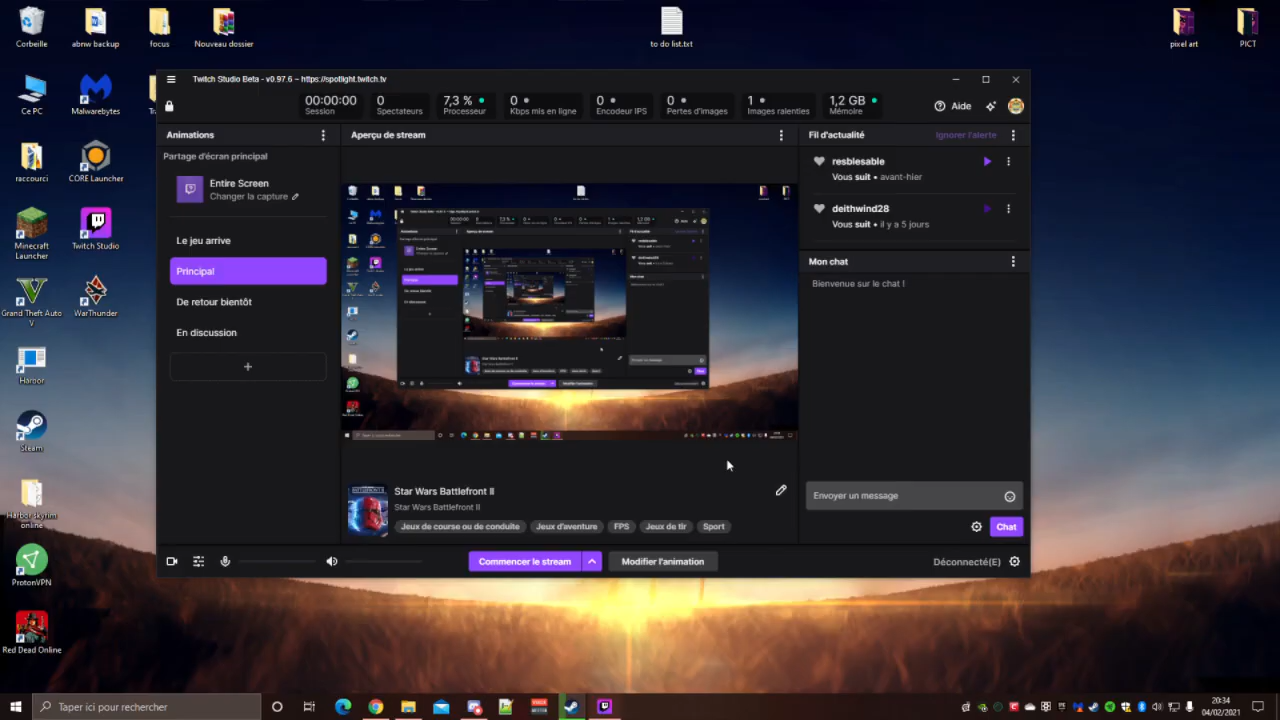 Corbeille
abnw backup
focus
Nouveau dossier
to do list.txt
pixel art
PICT
Ce PC
Malwarebytes
raccourci
CORE Launcher
Minecraft Launcher
Twitch Studio
Grand Theft Auto V
WarThunder
Steam
Harbor skyrim online
ProtonVPN
Red Dead Online
Twitch Studio Beta - v0.97.6 ~ https://spotlight.twitch.tv
00:00:00
Session
0
Spectateurs
7,3 %
Processeur
0
Kbps mis en ligne
0
Encodeur IPS
0
Pertes d'images
1
Images ralenties
1,2 GB
Mémoire
Aide
Animations
Partage d'écran principal
Entire Screen
Changer la capture
Le jeu arrive
Principal
De retour bientôt
En discussion
+
Aperçu de stream
Star Wars Battlefront II
Star Wars Battlefront II
Jeux de course ou de conduite
Jeux d'aventure
FPS
Jeux de tir
Sport
Fil d'actualité
Ignorer l'alerte
resblesable
Vous suit • avant-hier
deithwind28
Vous suit • il y a 5 jours
Mon chat
Bienvenue sur le chat !
Envoyer un message
Chat
Commencer le stream
Modifier l'animation
Déconnecté(E)
Taper ici pour rechercher
20:34
04/02/2021